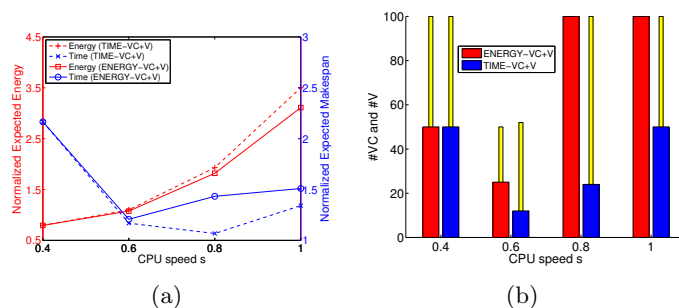 4.5
3.5
2.5
1.5
0.5
Normalized Expected Energy
Energy (TIME−VC+V)
Time (TIME−VC+V)
Energy (ENERGY−VC+V)
Time (ENERGY−VC+V)
3
2.5
2
1.5
1
Normalized Expected Makespan
0.4 0.6 0.8 1
CPU speed s
(a)
100
80
60
40
20
0
#VC and #V
ENERGY−VC+V
TIME−VC+V
0.4 0.6 0.8 1
CPU speed s
(b)